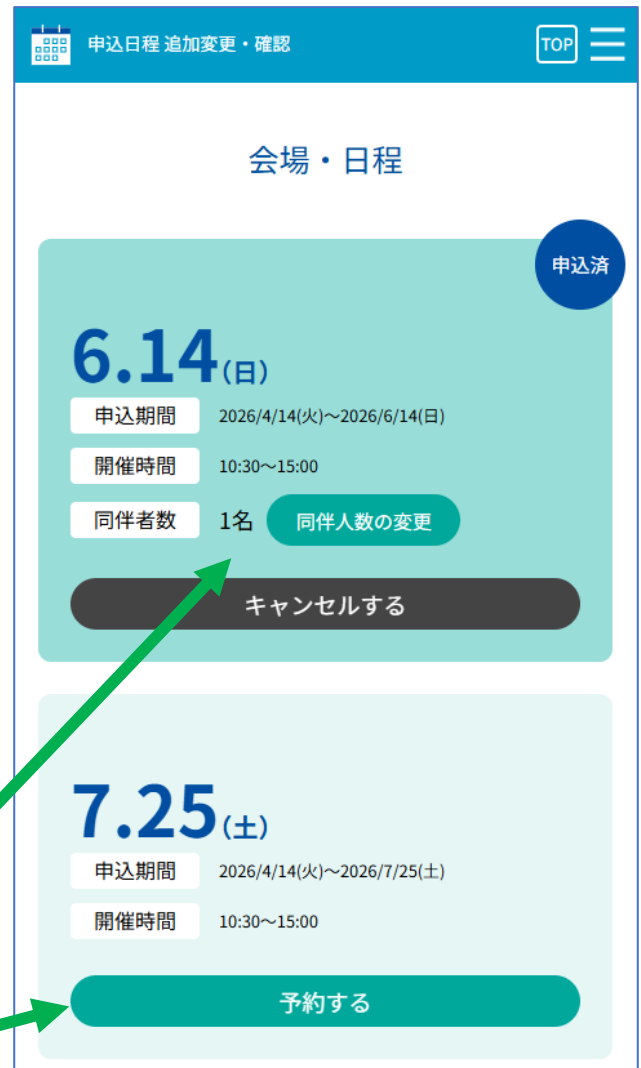 申込日程 追加変更・確認
TOP
会場・日程
申込済
6.14(日)
申込期間 2026/4/14(火)～2026/6/14(日)
開催時間 10:30～15:00
同伴者数 1名 同伴人数の変更
キャンセルする
7.25(土)
申込期間 2026/4/14(火)～2026/7/25(土)
開催時間 10:30～15:00
予約する